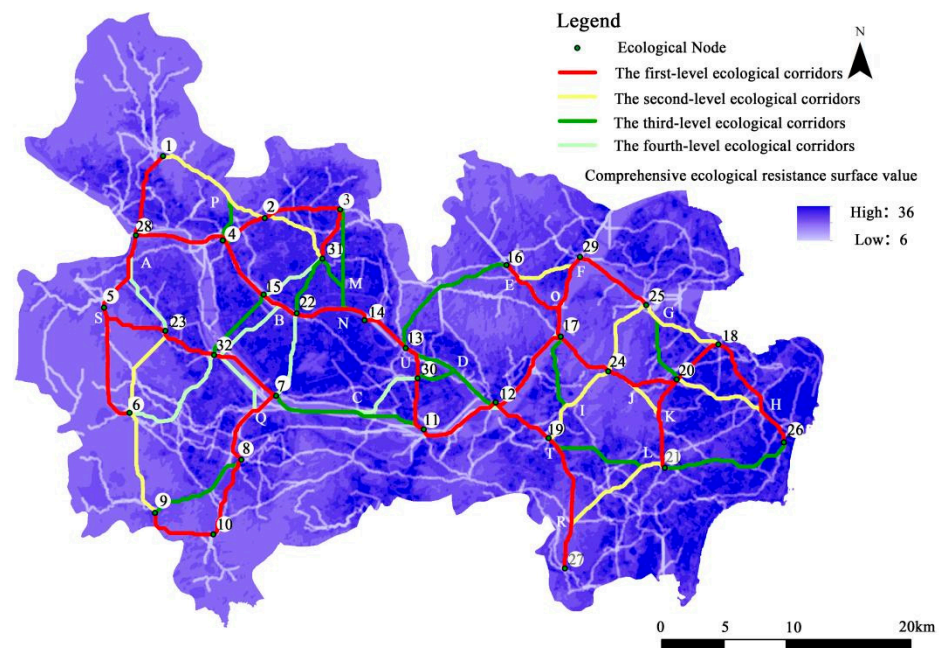 Legend
N
Ecological Node
The first-level ecological corridors
The second-level ecological corridors
The third-level ecological corridors
The fourth-level ecological corridors
Comprehensive ecological resistance surface value
High: 36
Low: 6
1
P
2
3
28
4
31
A
M
16
29
E
F
15
22
B
N
14
O
25
G
5
S
23
13
U
17
18
32
30
D
24
20
7
C
J
K
H
6
Q
12
I
11
19
T
26
8
L
21
9
10
R
27
0
5
10
20km